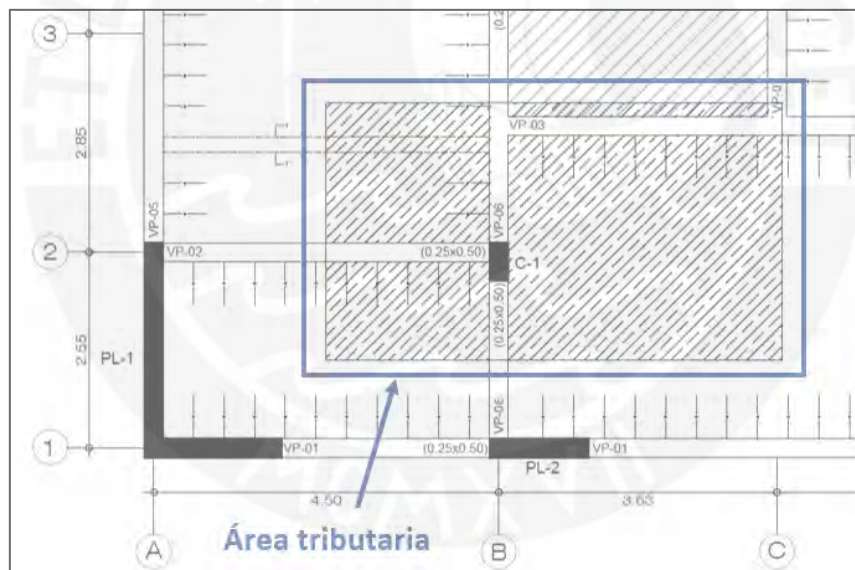 3
VP-03
VP-0
2.85
VP-05
VP-06
2
VP-02
(0.25x0.50)
C-1
(0.25x0.50)
2.55
PL-1
VP-06
1
VP-01
(0.25x0.50)
VP-01
PL-2
4.50
3.63
Área tributaria
A
B
C